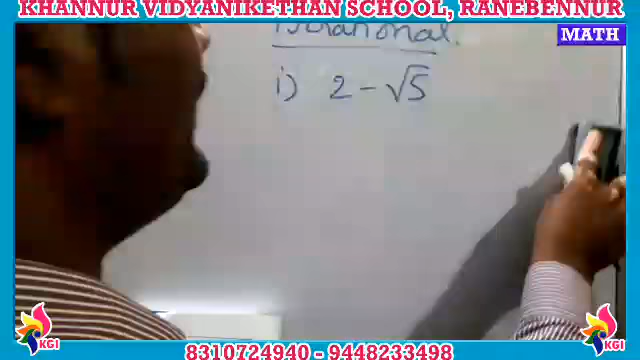 KHANNUR VIDYANIKETHAN SCHOOL, RANEBENNUR
MATH
Irrational.
i) 2 - √5
KGI
KGI
8310724940 - 9448233498